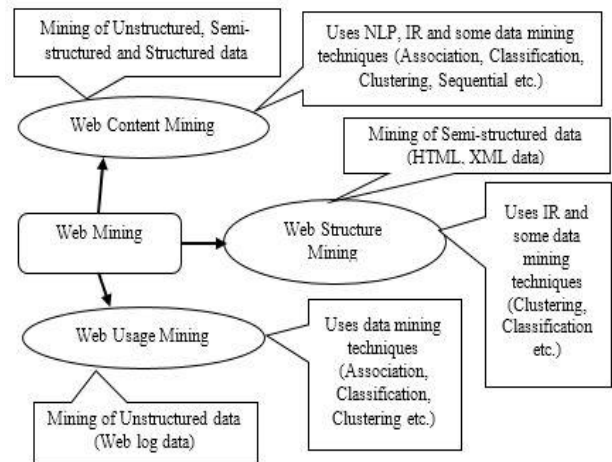 Mining of Unstructured, Semi-
structured and Structured data
Uses NLP, IR and some data mining
techniques (Association, Classification,
Clustering, Sequential etc.)
Web Content Mining
Mining of Semi-structured data
(HTML, XML data)
Web Mining
Web Structure
Mining
Uses IR and
some data
mining
techniques
(Clustering,
Classification
etc.)
Web Usage Mining
Uses data mining
techniques
(Association,
Classification,
Clustering etc.)
Mining of Unstructured data
(Web log data)